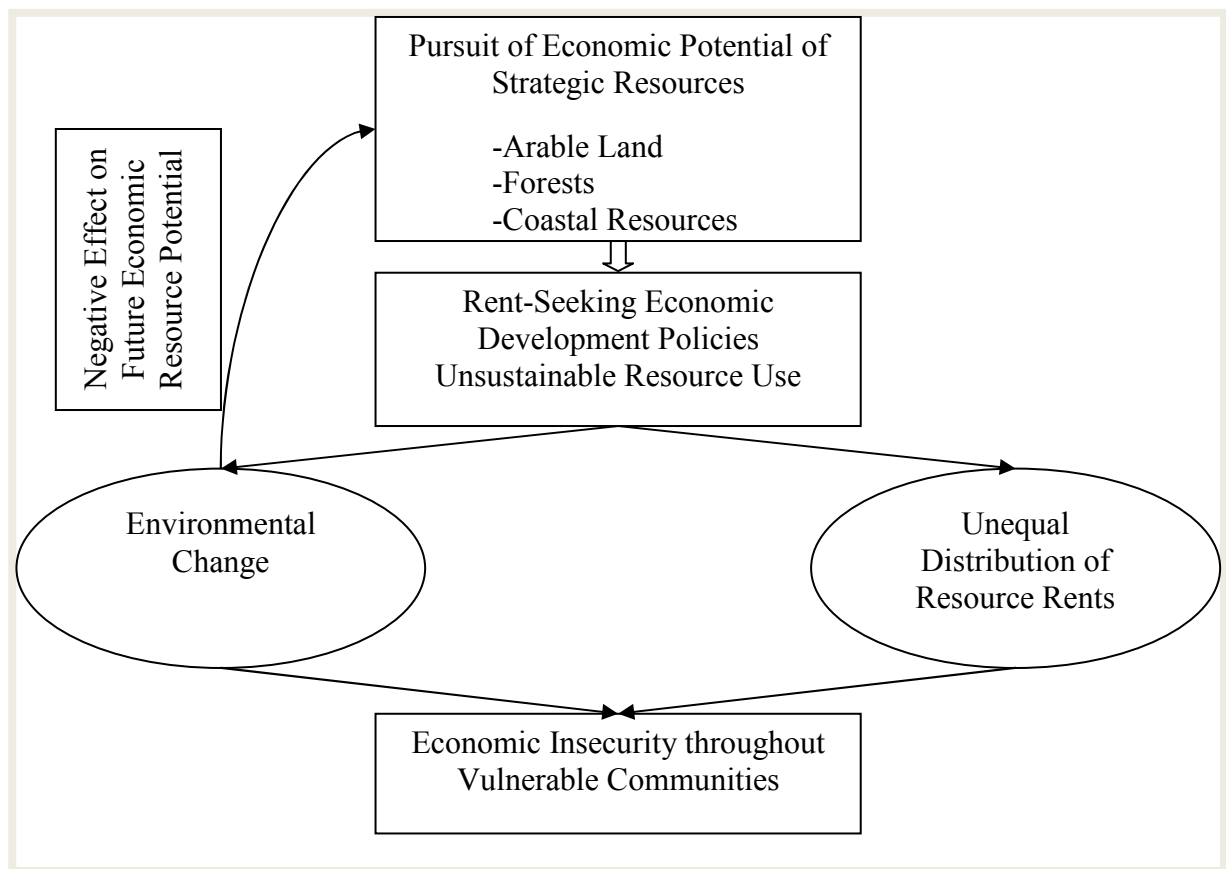 Pursuit of Economic Potential of
Strategic Resources
-Arable Land
-Forests
-Coastal Resources
Negative Effect on
Future Economic
Resource Potential
Rent-Seeking Economic
Development Policies
Unsustainable Resource Use
Environmental
Change
Unequal
Distribution of
Resource Rents
Economic Insecurity throughout
Vulnerable Communities